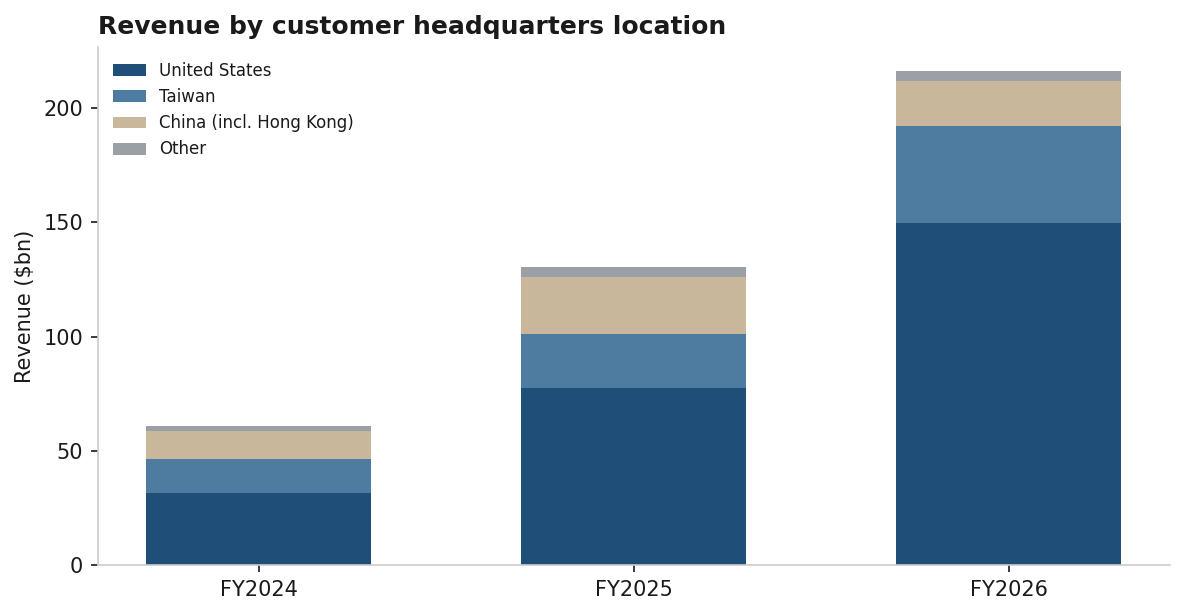 Revenue by customer headquarters location
United States
Taiwan
China (incl. Hong Kong)
Other
Revenue ($bn)
200
150
100
50
0
FY2024
FY2025
FY2026